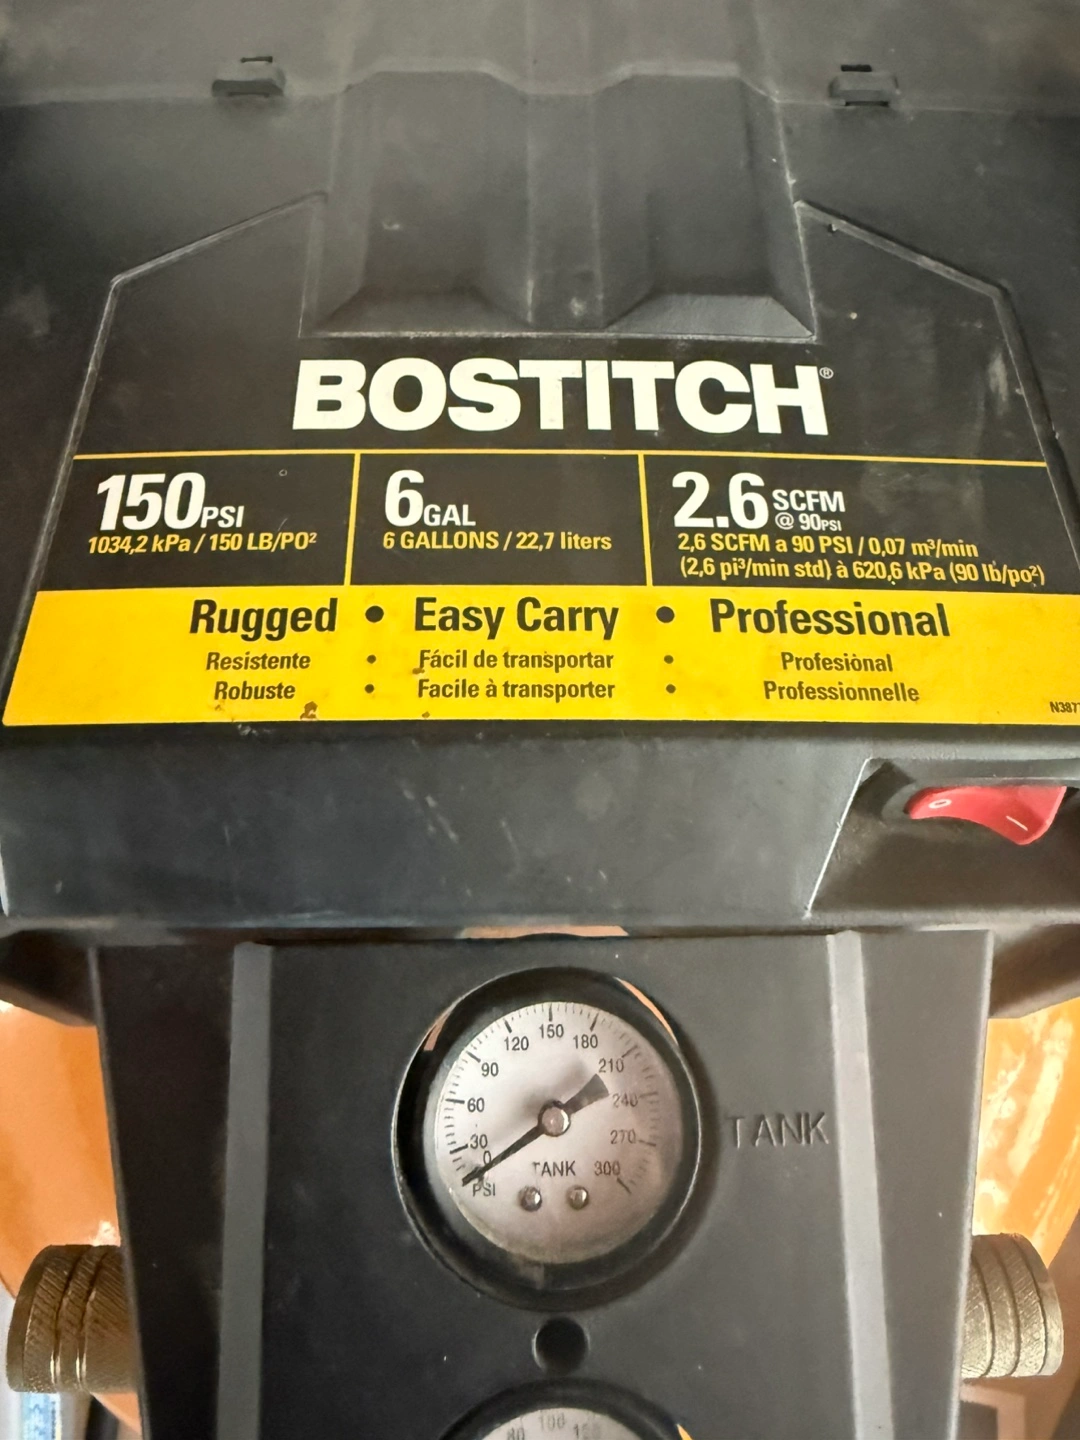 BOSTITCH®
150PSI
1034,2 kPa / 150 LB/PO²
6GAL
6 GALLONS / 22,7 liters
2.6 SCFM
@ 90PSI
2,6 SCFM a 90 PSI / 0,07 m³/min
(2,6 pi³/min std) à 620,6 kPa (90 lb/po²)
Rugged • Easy Carry • Professional
Resistente • Fácil de transportar • Profesional
Robuste • Facile à transporter • Professionnelle
O I
0 30 60 90 120 150 180 210 240 270 300
PSI
TANK
TANK
80 100